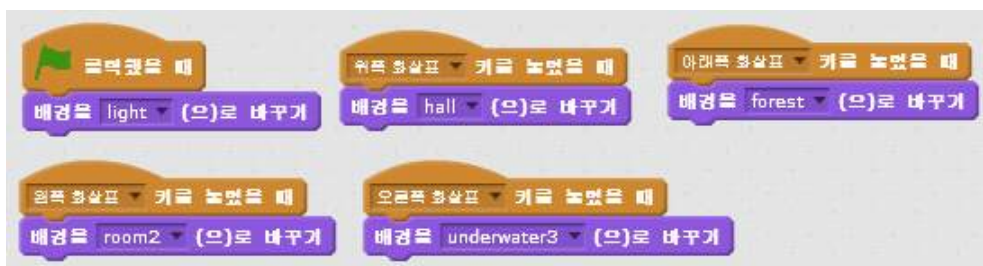 클릭했을 때
배경을 light (으)로 바꾸기
위쪽 화살표 키를 눌렀을 때
배경을 hall (으)로 바꾸기
아래쪽 화살표 키를 눌렀을 때
배경을 forest (으)로 바꾸기
왼쪽 화살표 키를 눌렀을 때
배경을 room2 (으)로 바꾸기
오른쪽 화살표 키를 눌렀을 때
배경을 underwater3 (으)로 바꾸기